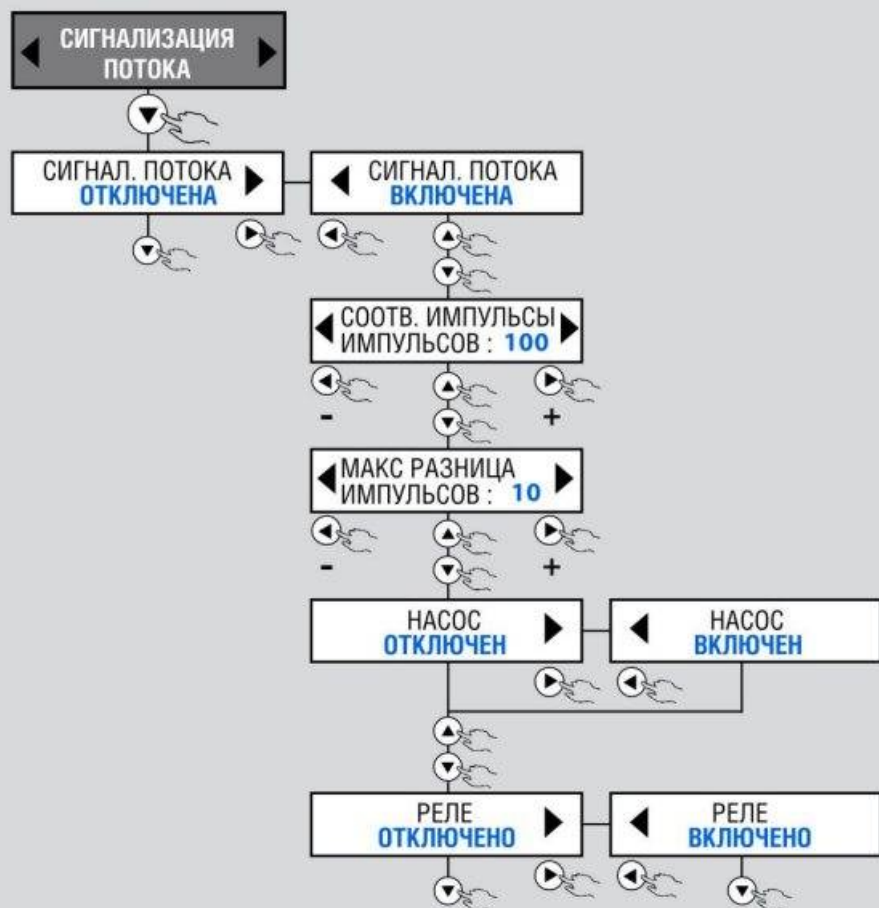 СИГНАЛИЗАЦИЯ
ПОТОКА
СИГНАЛ. ПОТОКА
ОТКЛЮЧЕНА
СИГНАЛ. ПОТОКА
ВКЛЮЧЕНА
СООТВ. ИМПУЛЬСЫ
ИМПУЛЬСОВ : 100
- +
МАКС РАЗНИЦА
ИМПУЛЬСОВ : 10
- +
НАСОС
ОТКЛЮЧЕН
НАСОС
ВКЛЮЧЕН
РЕЛЕ
ОТКЛЮЧЕНО
РЕЛЕ
ВКЛЮЧЕНО